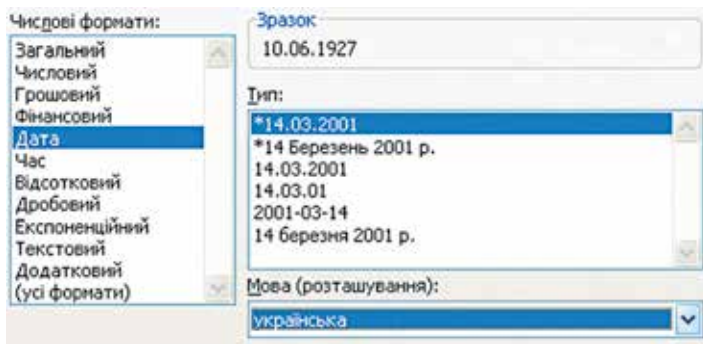 Числові формати:
Загальний
Числовий
Грошовий
Фінансовий
Дата
Час
Відсотковий
Дробовий
Експоненційний
Текстовий
Додатковий
(усі формати)
Зразок
10.06.1927
Тип:
*14.03.2001
*14 Березень 2001 р.
14.03.2001
14.03.01
2001-03-14
14 березня 2001 р.
Мова (розташування):
українська